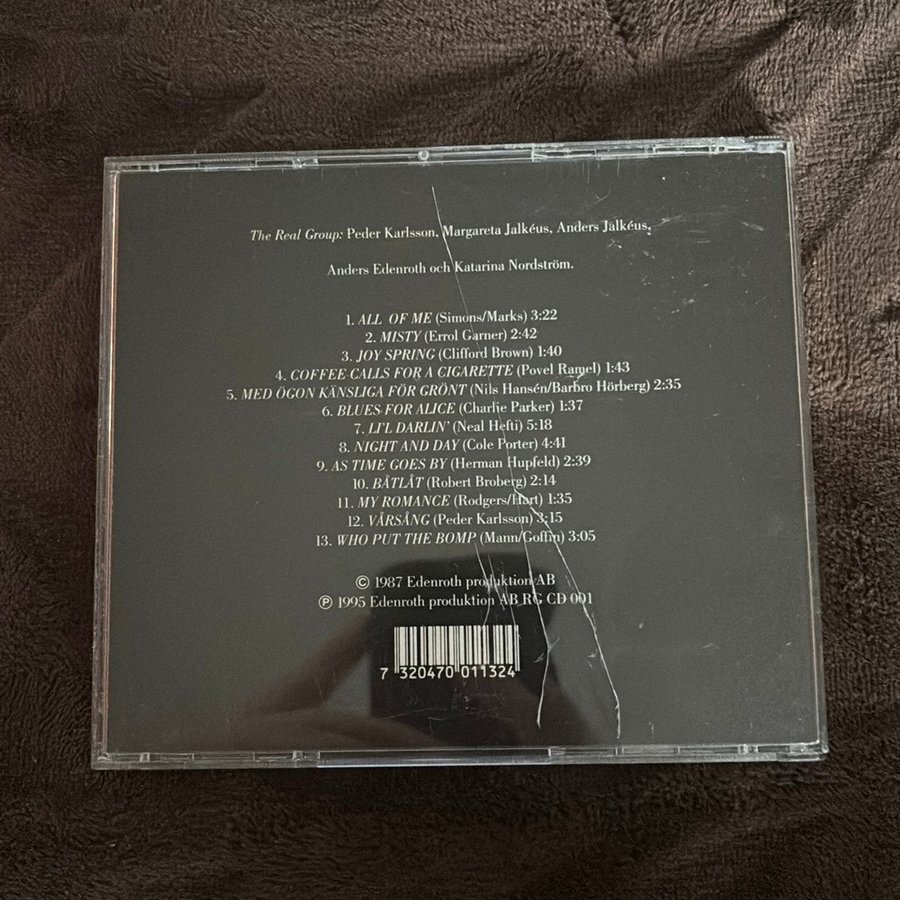 The Real Group: Peder Karlsson, Margareta Jalkéus, Anders Jalkéus,
Anders Edenroth och Katarina Nordström.
1. ALL OF ME (Simons/Marks) 3:22
2. MISTY (Errol Garner) 2:42
3. JOY SPRING (Clifford Brown) 1:40
4. COFFEE CALLS FOR A CIGARETTE (Povel Ramel) 1:43
5. MED ÖGON KÄNSLIGA FÖR GRÖNT (Nils Hansén/Barbro Hörberg) 2:35
6. BLUES FOR ALICE (Charlie Parker) 1:37
7. LI'L DARLIN' (Neal Hefti) 5:18
8. NIGHT AND DAY (Cole Porter) 4:41
9. AS TIME GOES BY (Herman Hupfeld) 2:39
10. BÅTLÅT (Robert Broberg) 2:14
11. MY ROMANCE (Rodgers/Hart) 1:35
12. VÅRSÅNG (Peder Karlsson) 3:15
13. WHO PUT THE BOMP (Mann/Goffin) 3:05
© 1987 Edenroth produktion AB
℗ 1995 Edenroth produktion AB RG CD 001
7 320470 011324